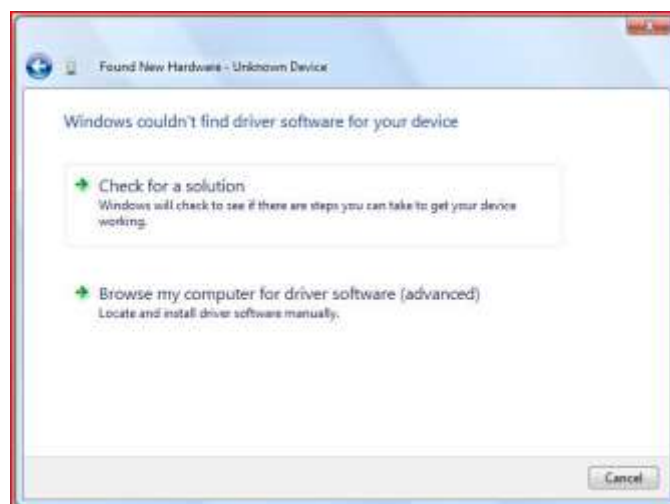 Found New Hardware - Unknown Device
Windows couldn't find driver software for your device
Check for a solution
Windows will check to see if there are steps you can take to get your device
working.
Browse my computer for driver software (advanced)
Locate and install driver software manually.
Cancel